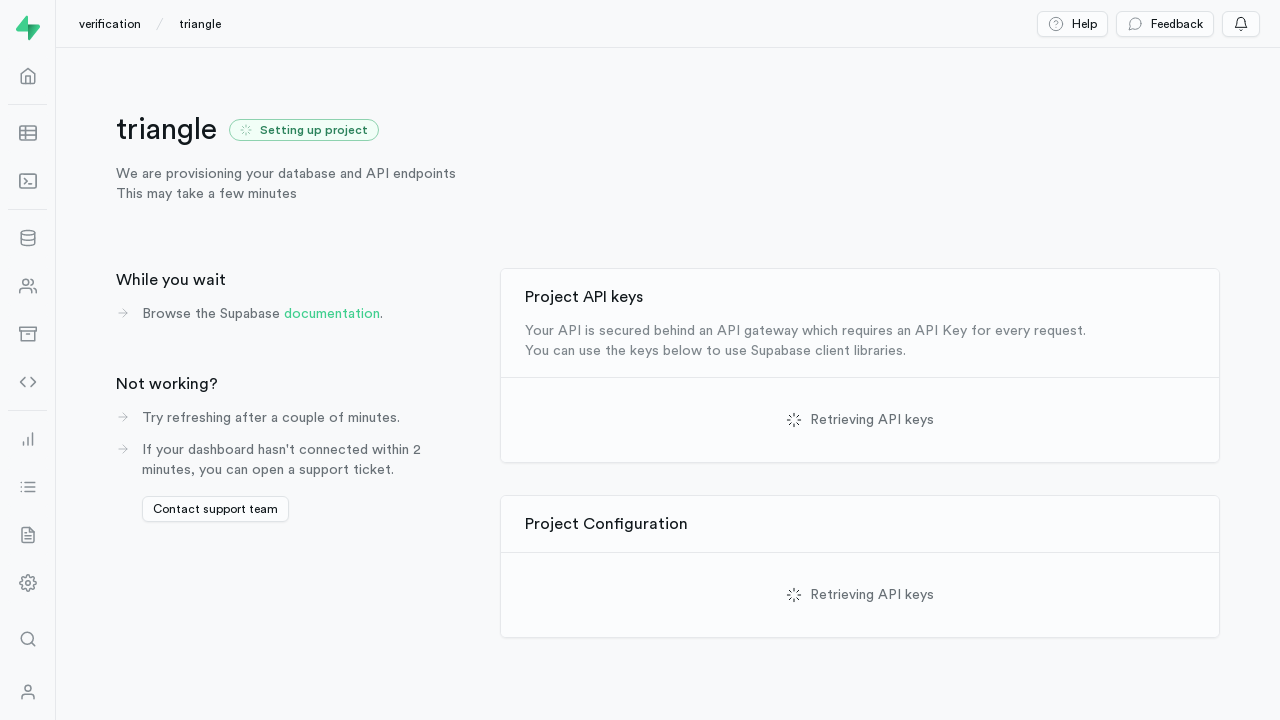 verification / triangle
Help
Feedback
triangle
Setting up project
We are provisioning your database and API endpoints
This may take a few minutes
While you wait
Browse the Supabase documentation.
Not working?
Try refreshing after a couple of minutes.
If your dashboard hasn't connected within 2
minutes, you can open a support ticket.
Contact support team
Project API keys
Your API is secured behind an API gateway which requires an API Key for every request.
You can use the keys below to use Supabase client libraries.
Retrieving API keys
Project Configuration
Retrieving API keys